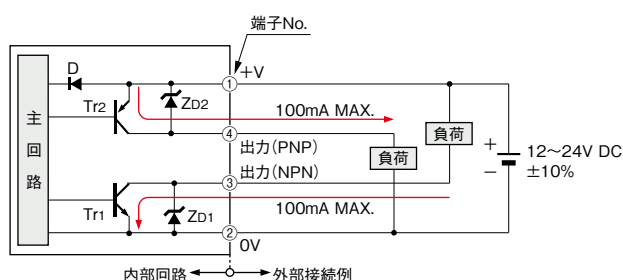 端子No.
D
①
+V
Tr2
ZD2
100mA MAX.
④
出力(PNP)
負荷
負荷
主回路
+
−
12〜24V DC
±10%
出力(NPN)
③
Tr1
ZD1
100mA MAX.
②
0V
内部回路
外部接続例